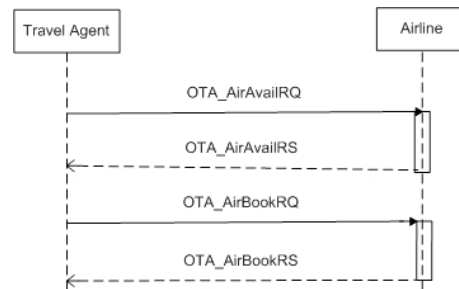 Travel Agent
Airline
OTA_AirAvailRQ
OTA_AirAvailRS
OTA_AirBookRQ
OTA_AirBookRS